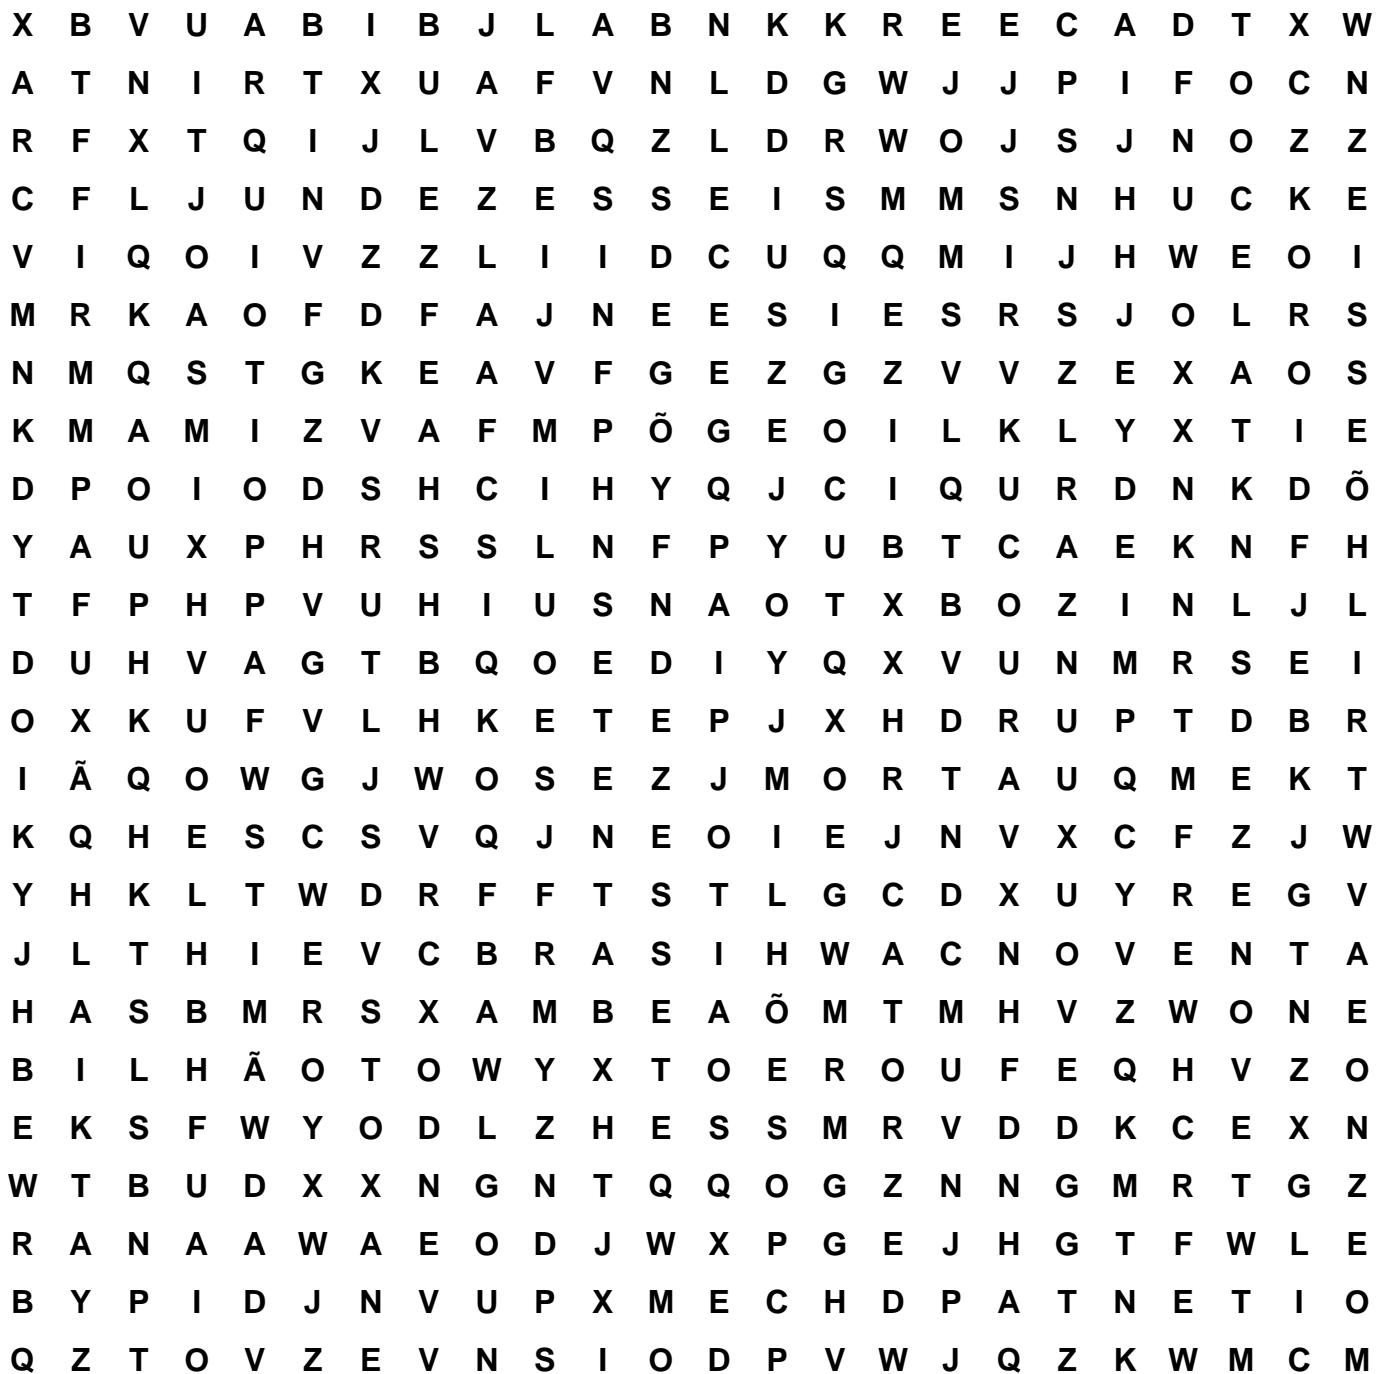 X B V U A B I B J L A B N K K R E E C A D T X W
A T N I R T X U A F V N L D G W J J P I F O C N
R F X T Q I J L V B Q Z L D R W O J S J N O Z Z
C F L J U N D E Z E S S E I S M M S N H U C K E
V I Q O I V Z Z L I I D C U Q Q M I J H W E O I
M R K A O F D F A J N E E S I E S R S J O L R S
N M Q S T G K E A V F G E Z G Z V V Z E X A O S
K M A M I Z V A F M P Õ G E O I L K L Y X T I E
D P O I O D S H C I H Y Q J C I Q U R D N K D Õ
Y A U X P H R S S L N F P Y U B T C A E K N F H
T F P H P V U H I U S N A O T X B O Z I N L J L
D U H V A G T B Q O E D I Y Q X V U N M R S E I
O X K U F V L H K E T E P J X H D R U P T D B R
I Ã Q O W G J W O S E Z J M O R T A U Q M E K T
K Q H E S C S V Q J N E O I E J N V X C F Z J W
Y H K L T W D R F F T S T L G C D X U Y R E G V
J L T H I E V C B R A S I H W A C N O V E N T A
H A S B M R S X A M B E A Õ M T M H V Z W O N E
B I L H Ã O T O W Y X T O E R O U F E Q H V Z O
E K S F W Y O D L Z H E S S M R V D D K C E X N
W T B U D X X N G N T Q Q O G Z N N G M R T G Z
R A N A A W A E O D J W X P G E J H G T F W L E
B Y P I D J N V U P X M E C H D P A T N E T I O
Q Z T O V Z E V N S I O D P V W J Q Z K W M C M